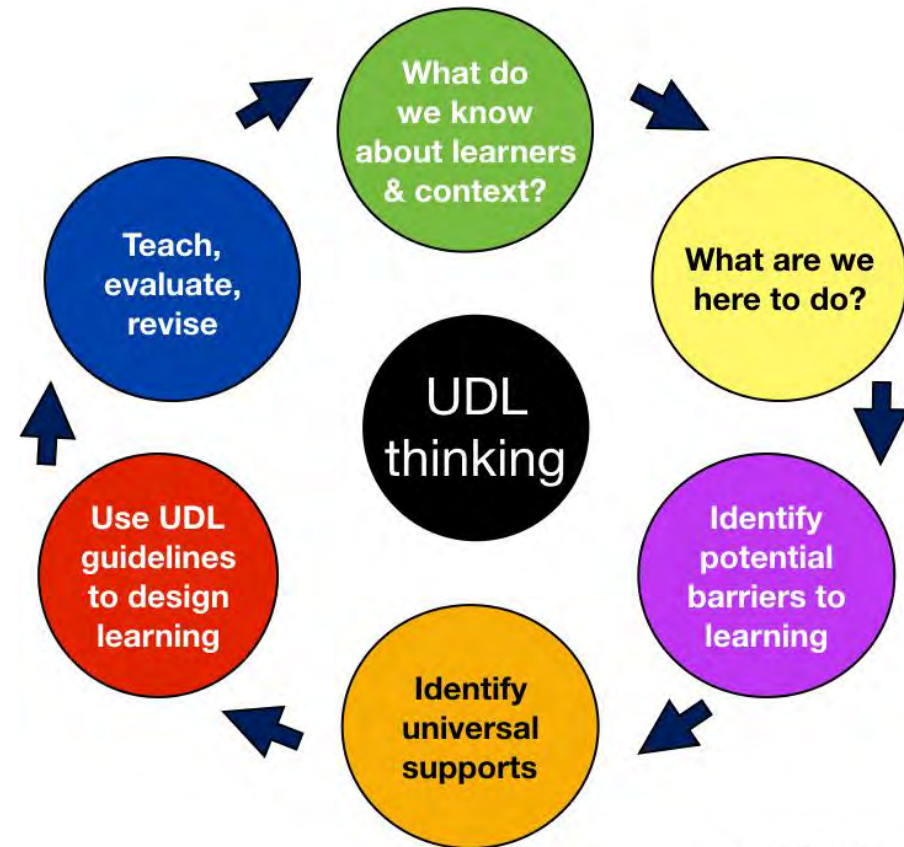 What do
we know
about learners
& context?
What are we
here to do?
Identify
potential
barriers to
learning
Identify
universal
supports
Use UDL
guidelines
to design
learning
Teach,
evaluate,
revise
UDL
thinking